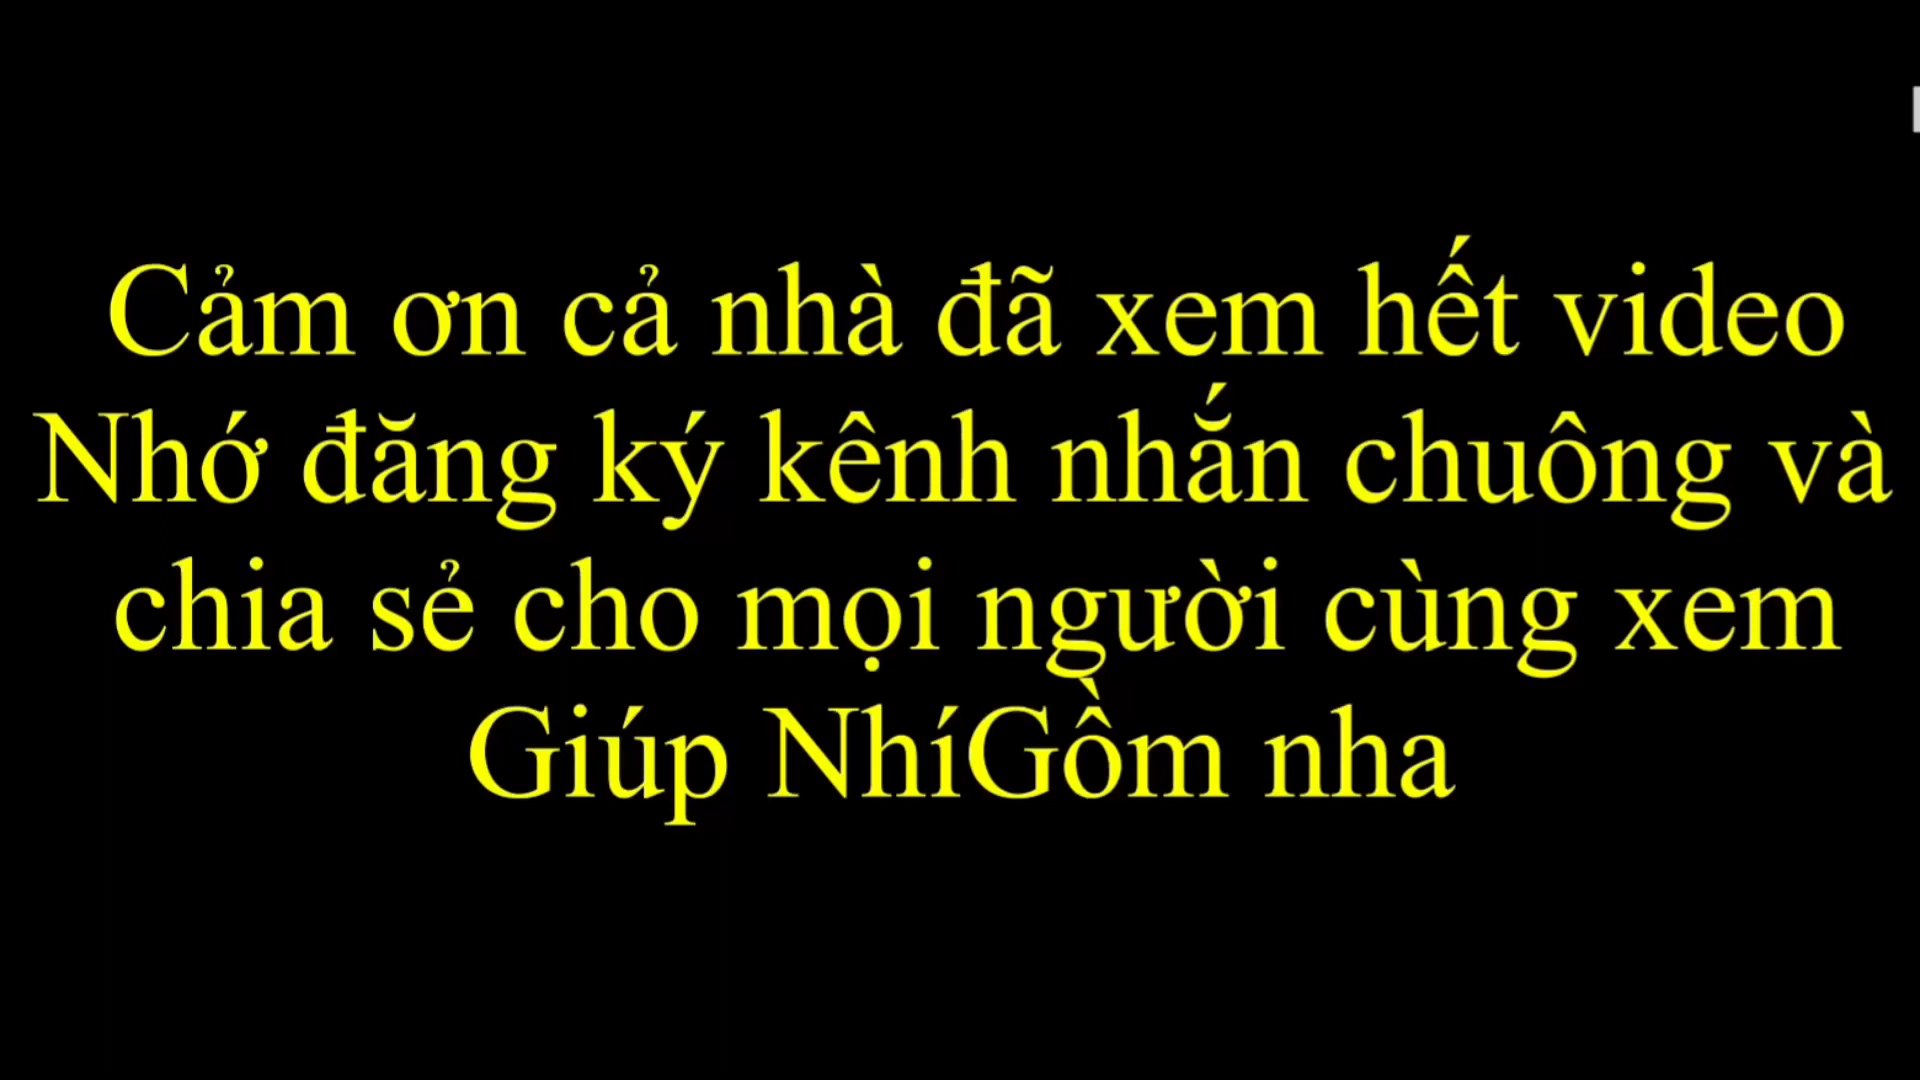 Cảm ơn cả nhà đã xem hết video
Nhớ đăng ký kênh nhắn chuông và
chia sẻ cho mọi người cùng xem
Giúp NhíGồm nha